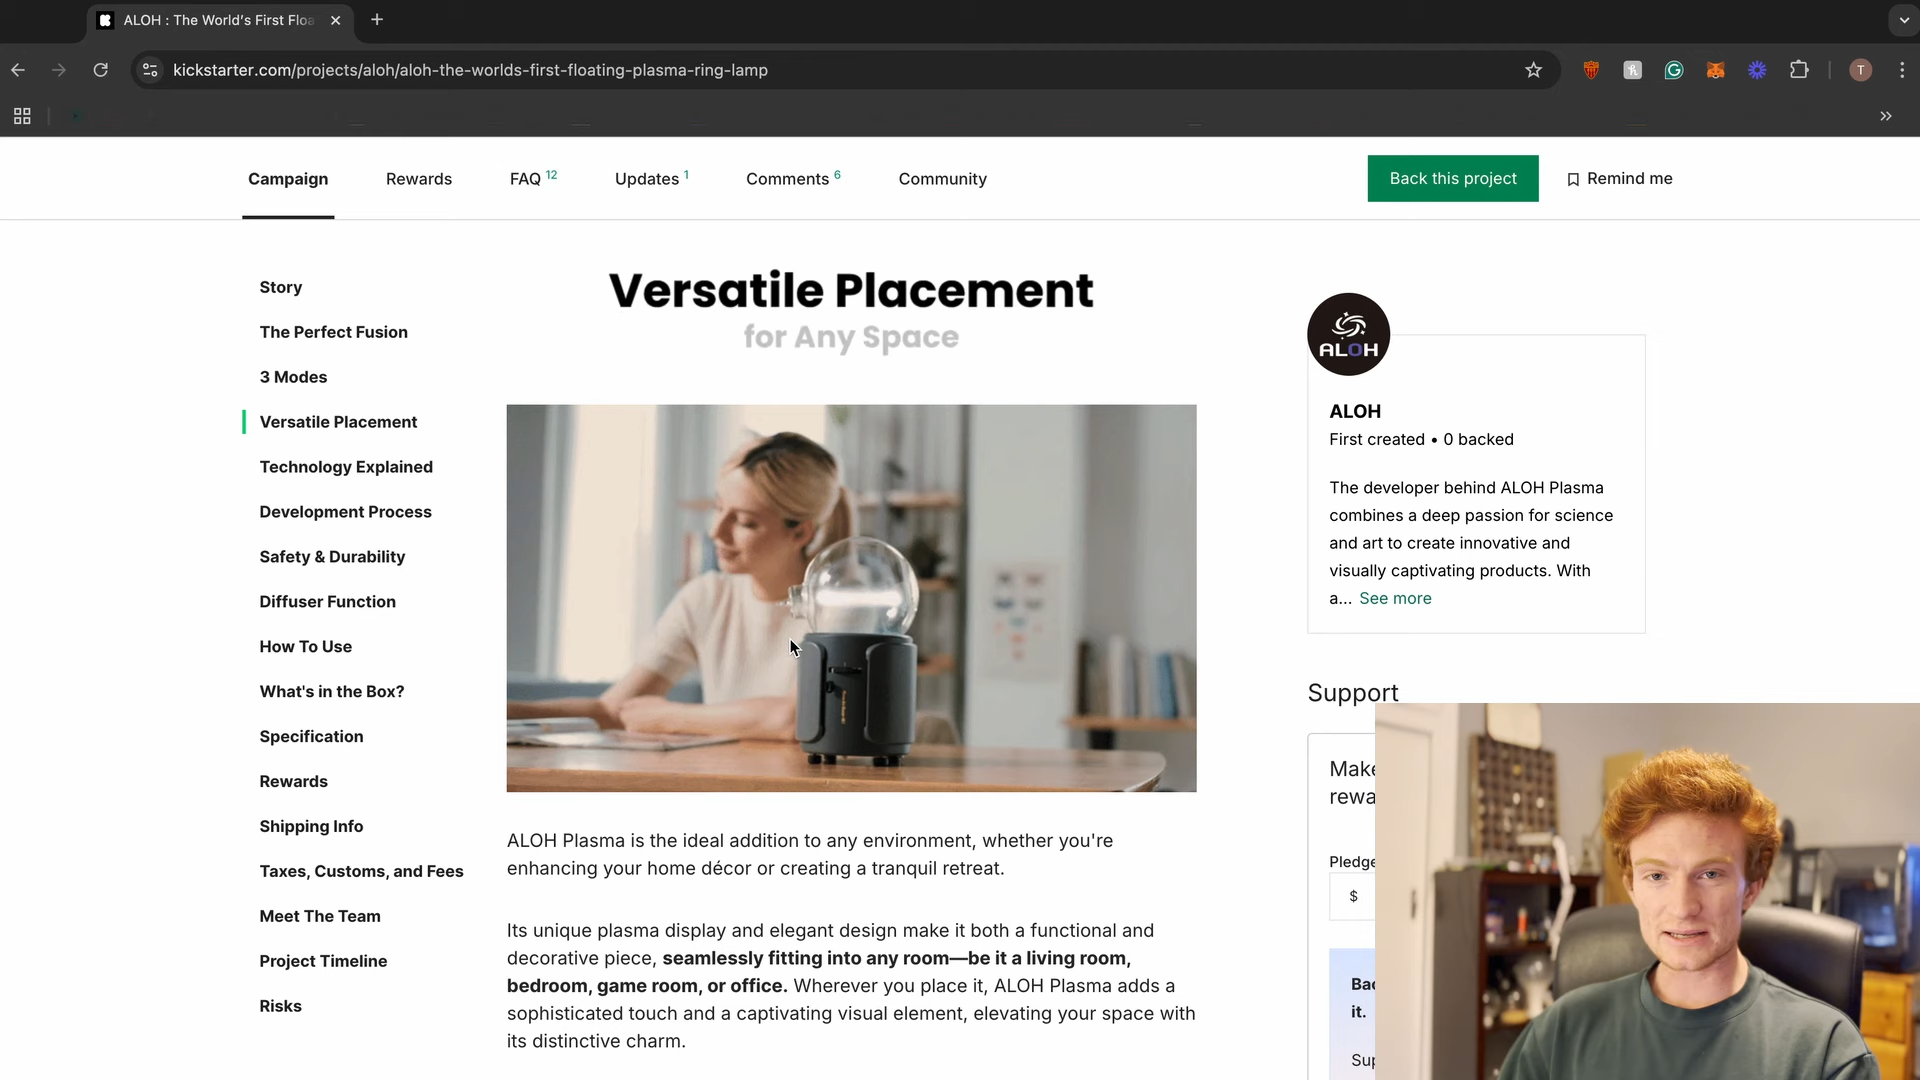 ALOH : The World's First Floa
kickstarter.com/projects/aloh/aloh-the-worlds-first-floating-plasma-ring-lamp
T
Campaign
Rewards
FAQ 12
Updates 1
Comments 6
Community
Back this project
Remind me
Story
The Perfect Fusion
3 Modes
Versatile Placement
Technology Explained
Development Process
Safety & Durability
Diffuser Function
How To Use
What's in the Box?
Specification
Rewards
Shipping Info
Taxes, Customs, and Fees
Meet The Team
Project Timeline
Risks
Versatile Placement
for Any Space
ALOH Plasma is the ideal addition to any environment, whether you're
enhancing your home décor or creating a tranquil retreat.
Its unique plasma display and elegant design make it both a functional and
decorative piece, seamlessly fitting into any room—be it a living room,
bedroom, game room, or office. Wherever you place it, ALOH Plasma adds a
sophisticated touch and a captivating visual element, elevating your space with
its distinctive charm.
ALOH
ALOH
First created • 0 backed
The developer behind ALOH Plasma
combines a deep passion for science
and art to create innovative and
visually captivating products. With
a... See more
Support
Make
rewa
Pledge
$
Bac
it.
Sup